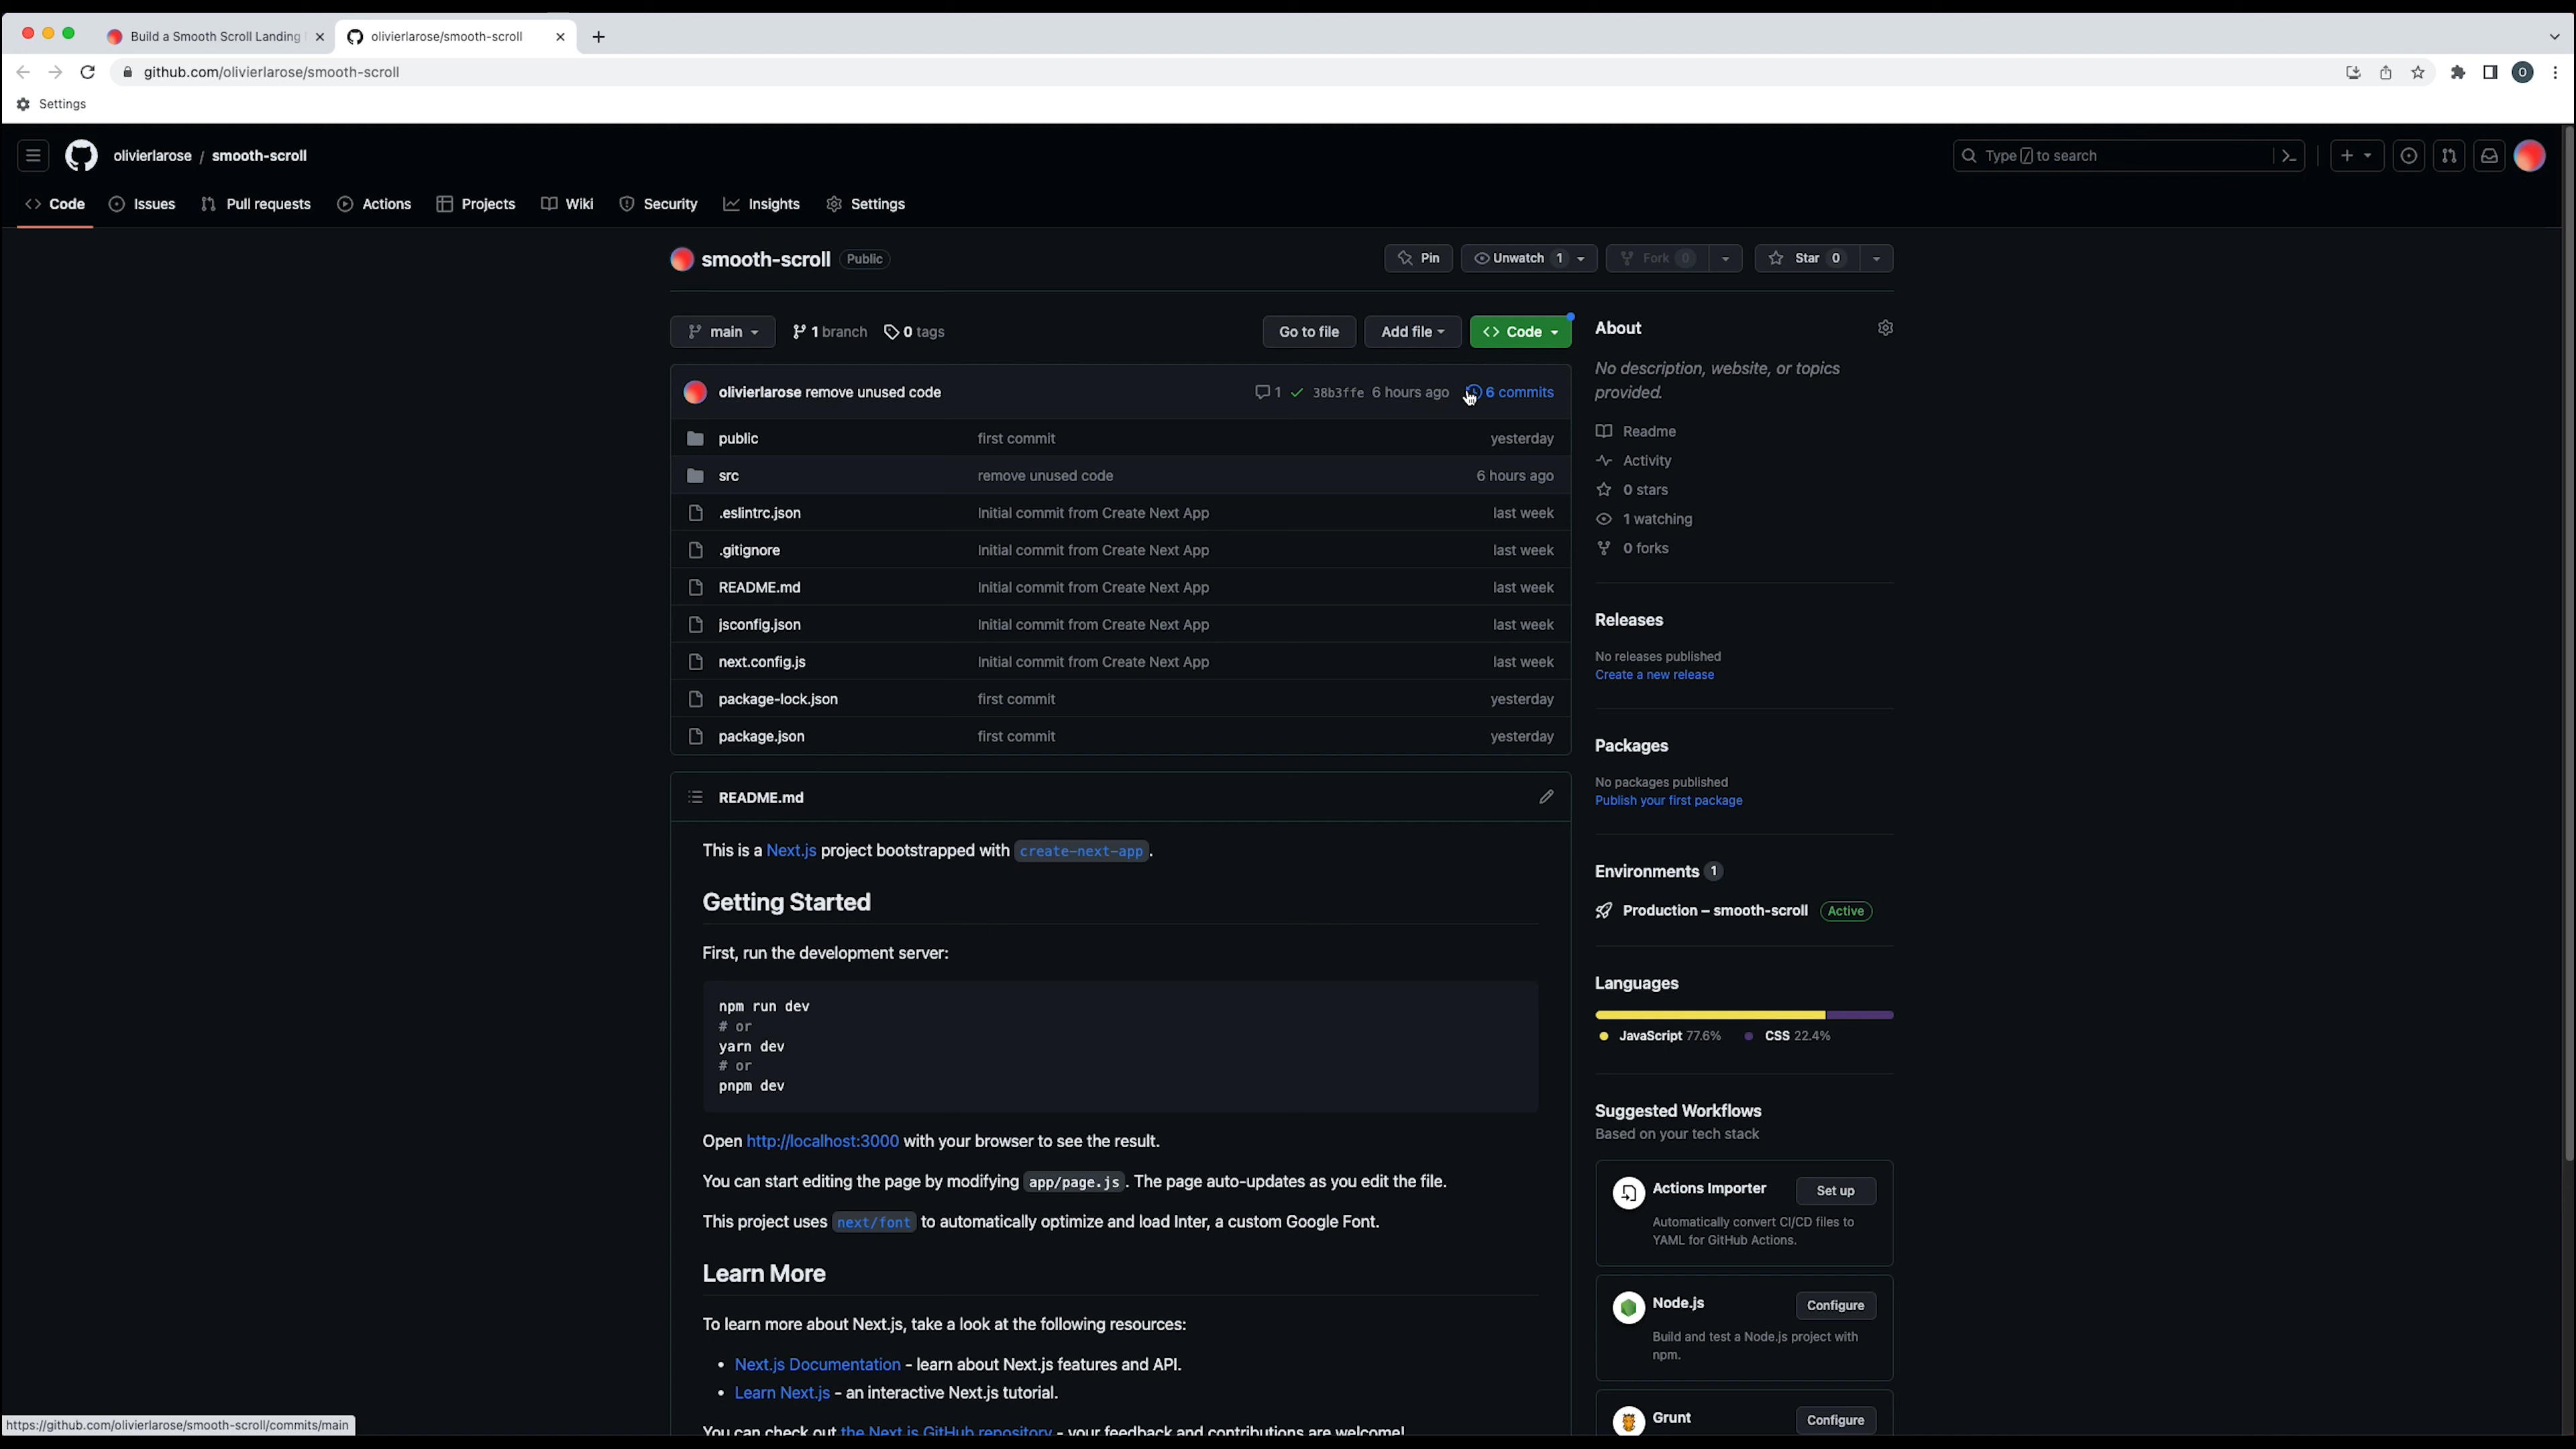 Build a Smooth Scroll Landing
olivierlarose/smooth-scroll
github.com/olivierlarose/smooth-scroll
O
Settings
olivierlarose / smooth-scroll
Type / to search
Code
Issues
Pull requests
Actions
Projects
Wiki
Security
Insights
Settings
smooth-scroll Public
Pin
Unwatch 1
Fork 0
Star 0
main
1 branch
0 tags
Go to file
Add file
<> Code
olivierlarose remove unused code
1
38b3ffe 6 hours ago
6 commits
public first commit yesterday
src remove unused code 6 hours ago
.eslintrc.json Initial commit from Create Next App last week
.gitignore Initial commit from Create Next App last week
README.md Initial commit from Create Next App last week
jsconfig.json Initial commit from Create Next App last week
next.config.js Initial commit from Create Next App last week
package-lock.json first commit yesterday
package.json first commit yesterday
README.md
This is a Next.js project bootstrapped with create-next-app.
Getting Started
First, run the development server:
npm run dev
# or
yarn dev
# or
pnpm dev
Open http://localhost:3000 with your browser to see the result.
You can start editing the page by modifying app/page.js. The page auto-updates as you edit the file.
This project uses next/font to automatically optimize and load Inter, a custom Google Font.
Learn More
To learn more about Next.js, take a look at the following resources:
• Next.js Documentation - learn about Next.js features and API.
• Learn Next.js - an interactive Next.js tutorial.
You can check out the Next.js GitHub repository - your feedback and contributions are welcome!
About
No description, website, or topics
provided.
Readme
Activity
0 stars
1 watching
0 forks
Releases
No releases published
Create a new release
Packages
No packages published
Publish your first package
Environments 1
Production – smooth-scroll Active
Languages
JavaScript 77.6% CSS 22.4%
Suggested Workflows
Based on your tech stack
Actions Importer Set up
Automatically convert CI/CD files to
YAML for GitHub Actions.
Node.js Configure
Build and test a Node.js project with
npm.
Grunt Configure
https://github.com/olivierlarose/smooth-scroll/commits/main